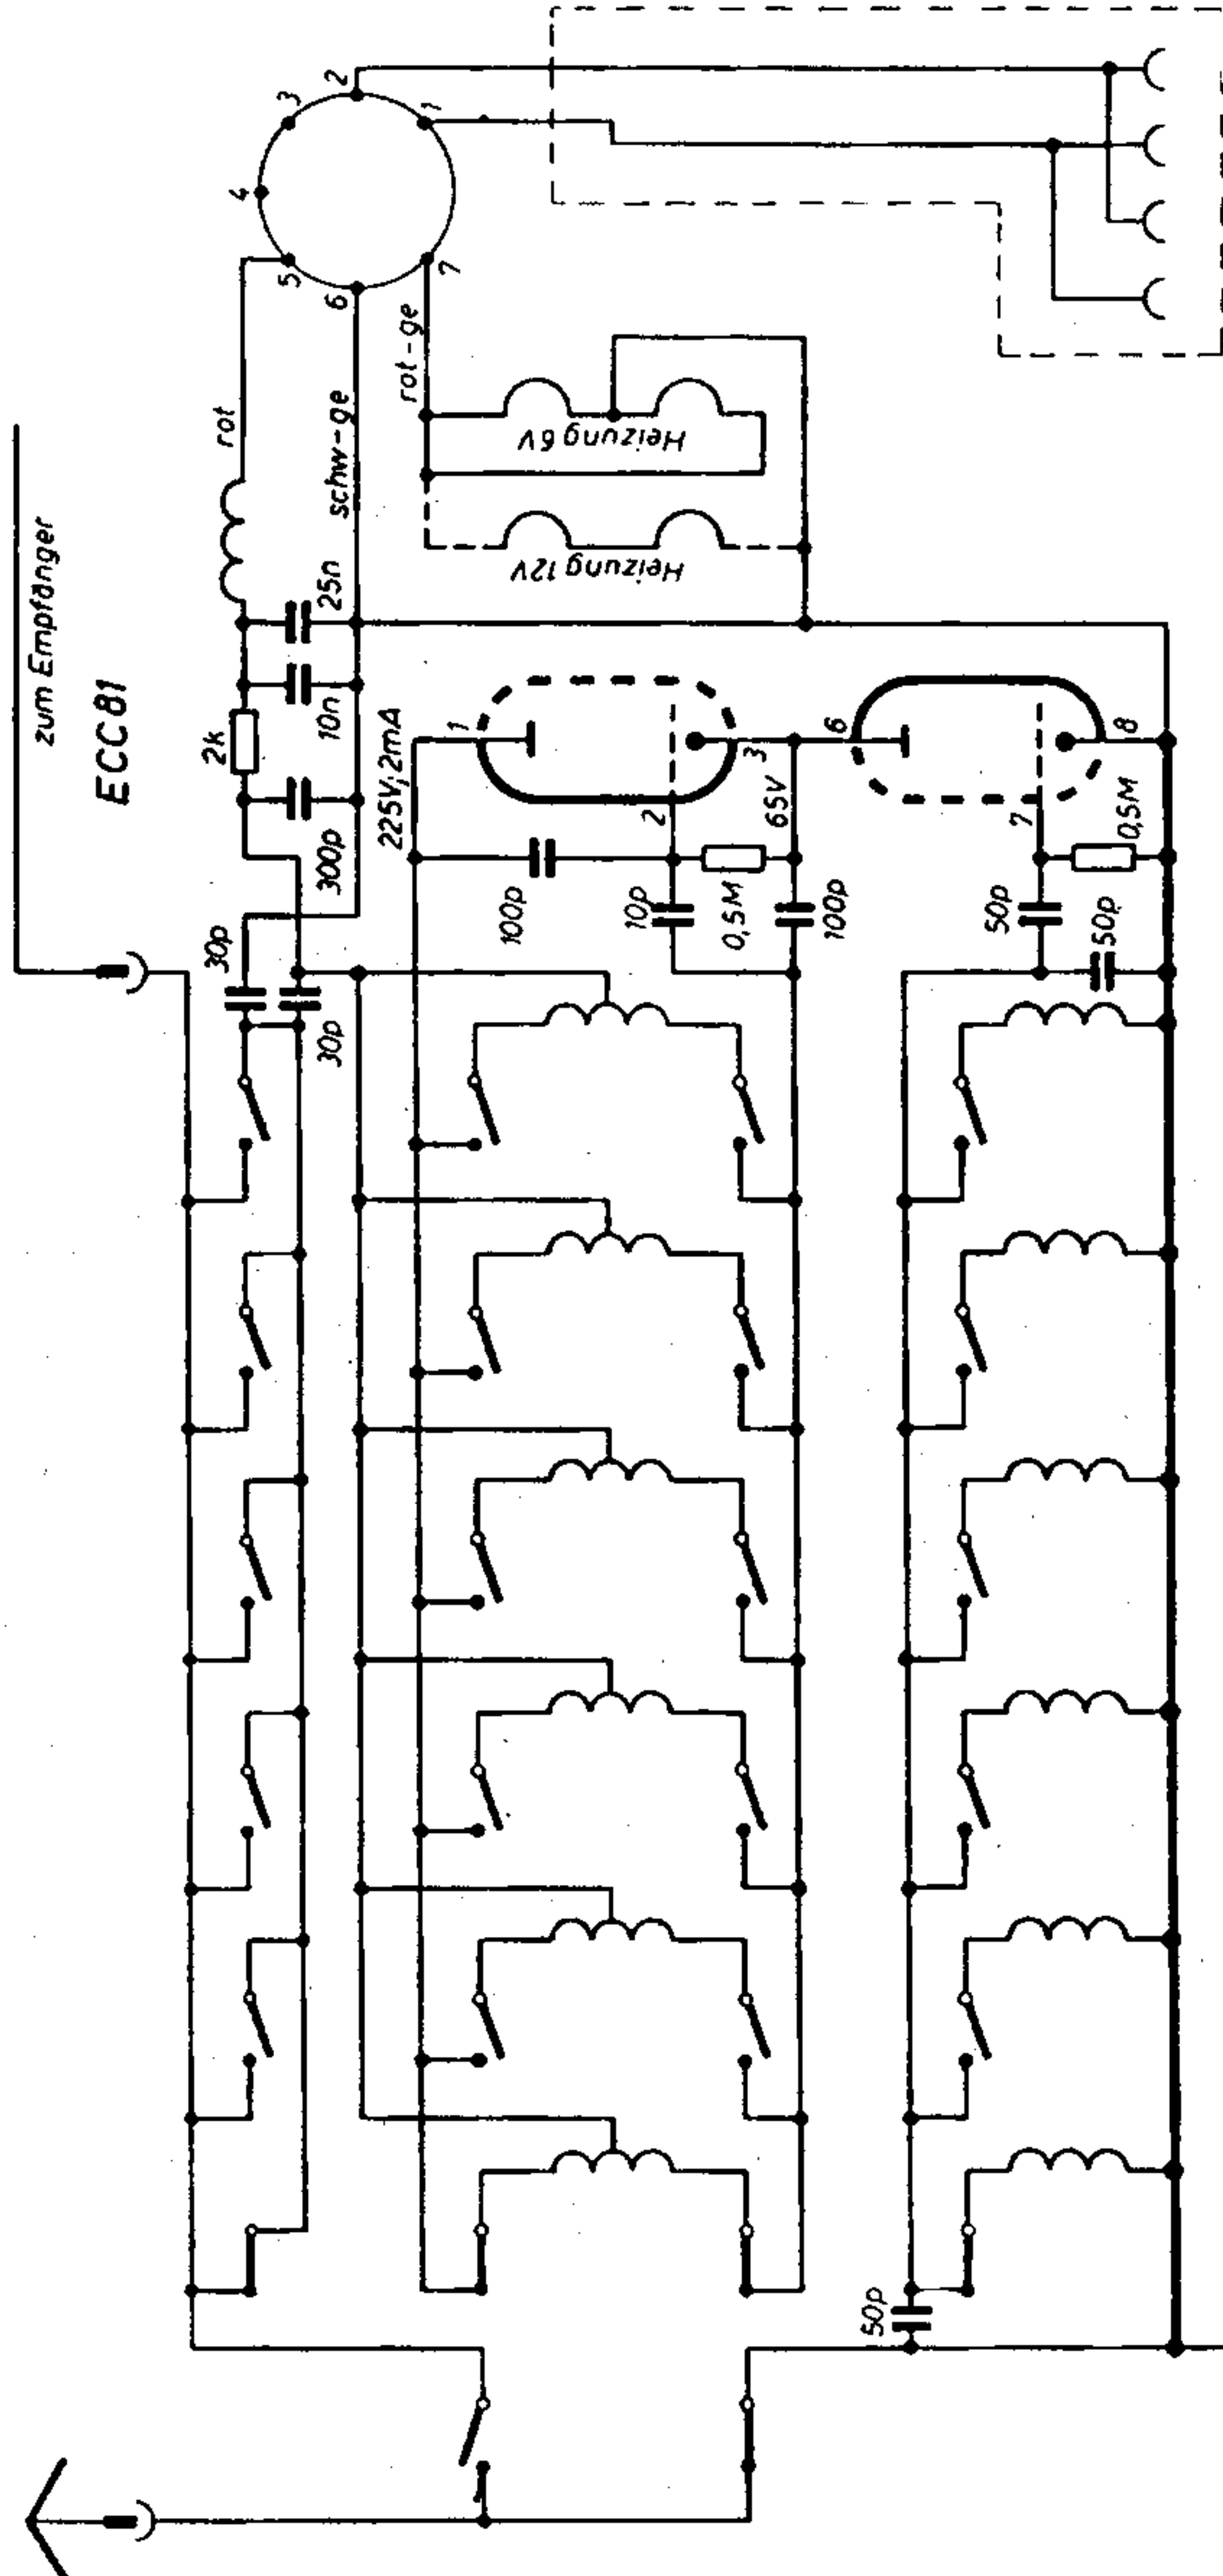 zum Empfänger
ECC81
rot
2k
25n
10n
300p
30p
30p
schw-ge
rot-ge
1
2
3
4
5
6
7
Heizung 6V
Heizung 12V
225V; 2mA
1
2
3
65V
100p
10p
0,5M
100p
6
7
8
50p
0,5M
50p
50p